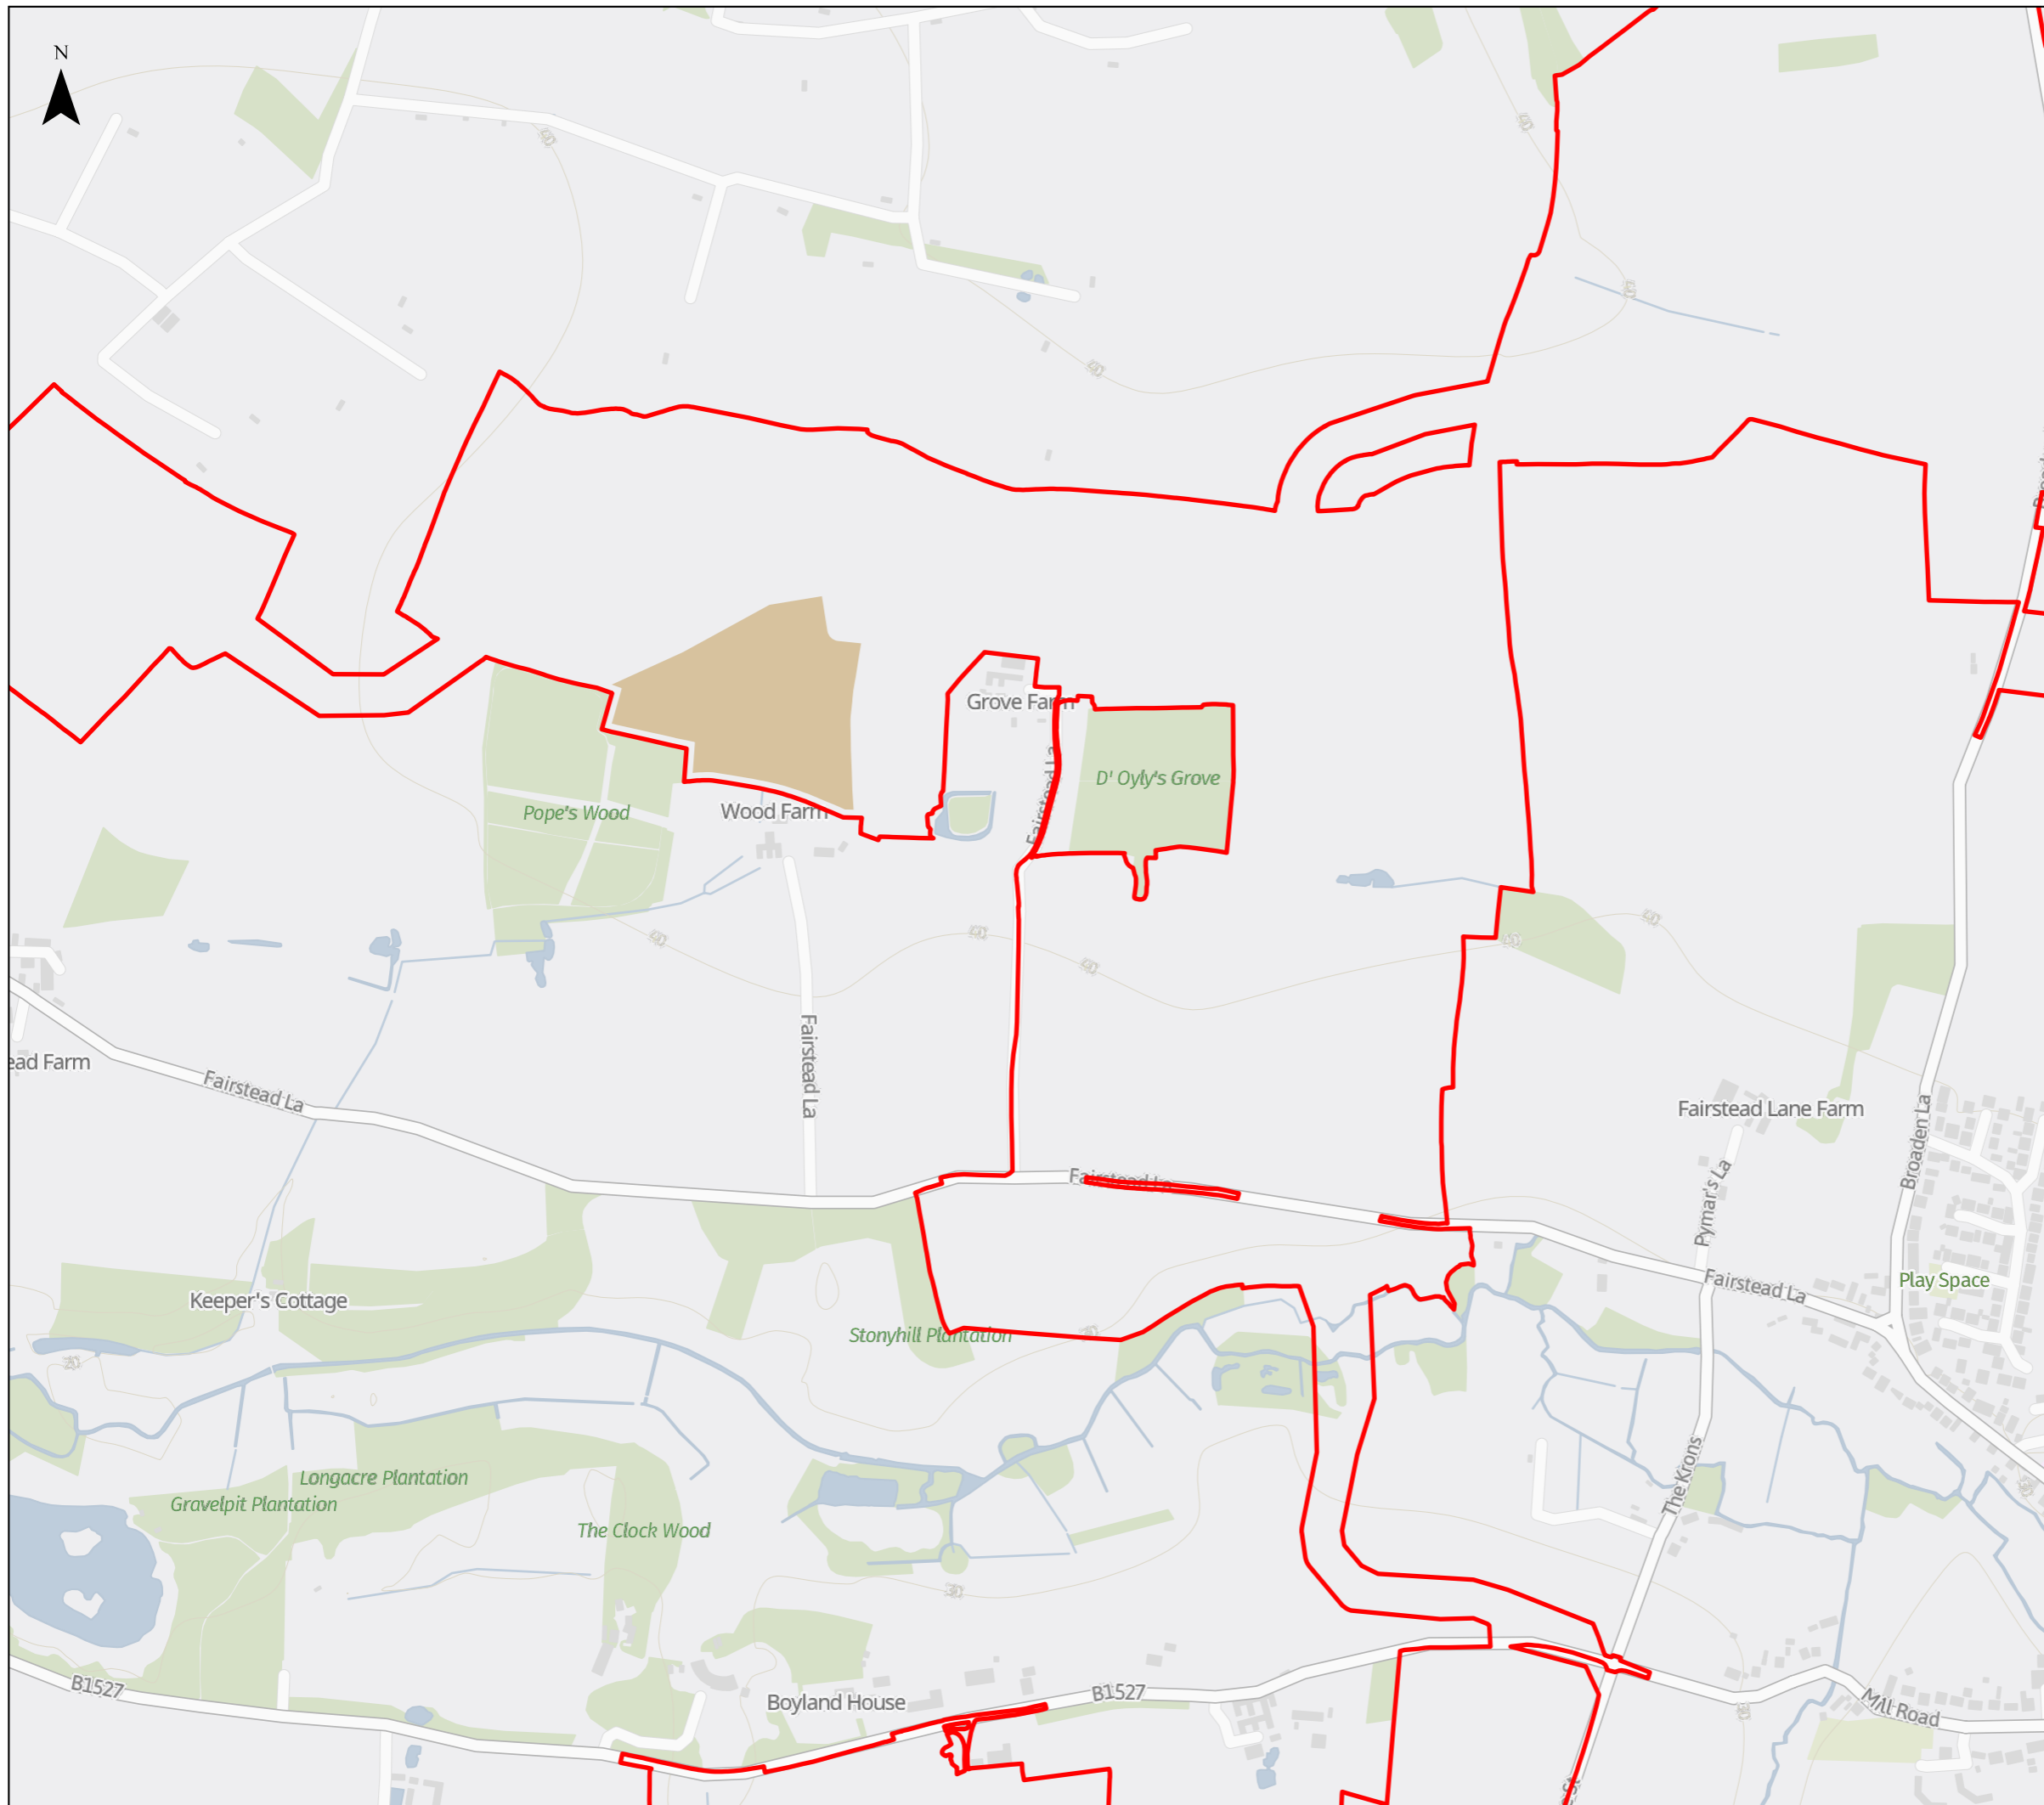 N
Grove Farm
D' Oyly's Grove
Pope's Wood
Wood Farm
Fairstead La
ead Farm
Fairstead La
Fairstead La
Fairstead Lane Farm
Broaden La
Pymar's La
Fairstead La
Play Space
Fairstead La
Keeper's Cottage
Stonyhill Plantation
Longacre Plantation
Gravelpit Plantation
The Clock Wood
The Krons
B1527
Boyland House
B1527
Mill Road